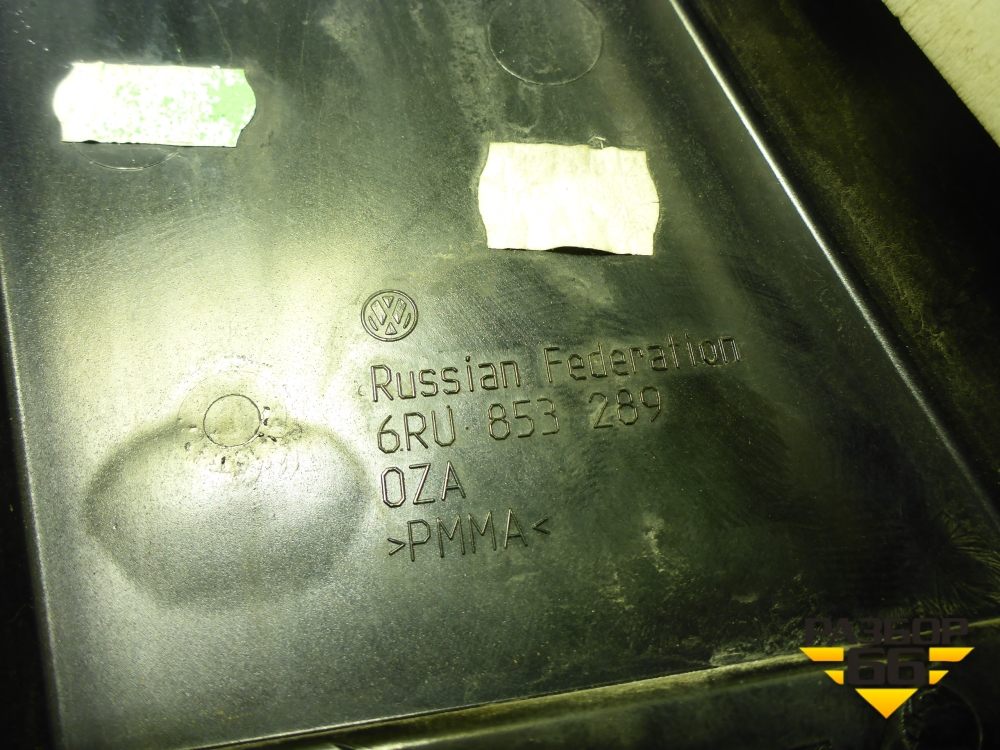 Russian Federation
6RU 853 289
0ZA
>PMMA<
РАЗБОР
66